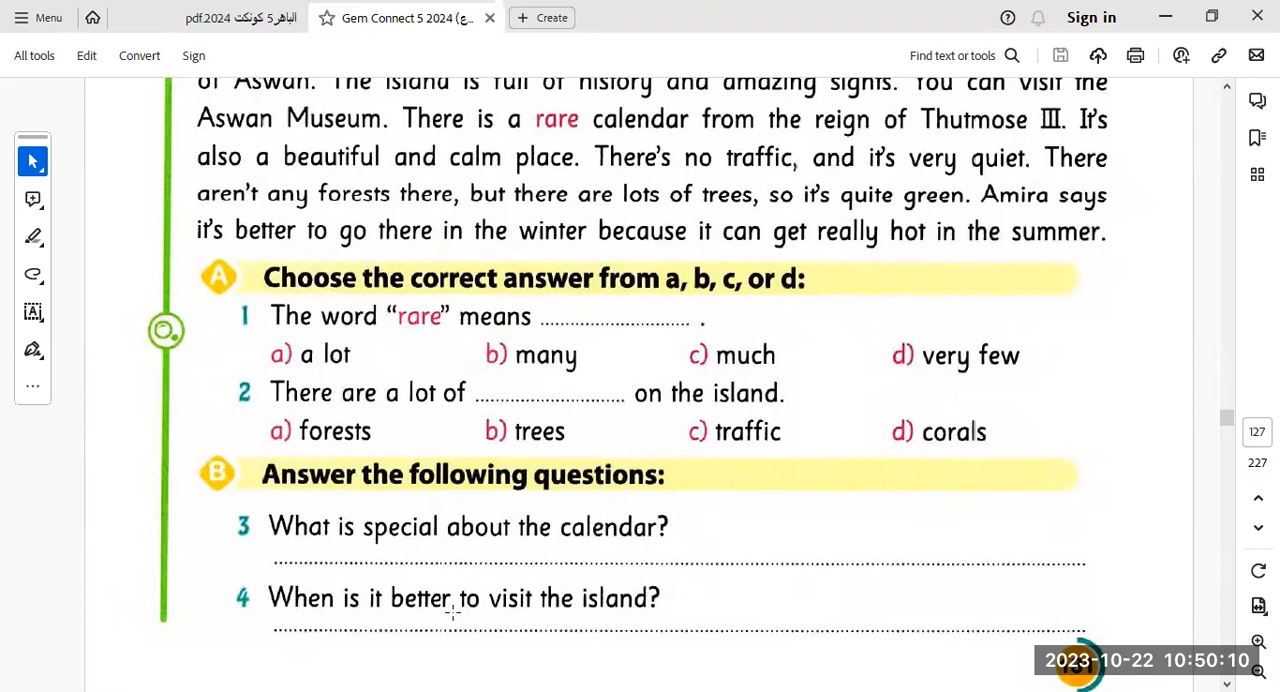 Menu
الباهر5 كونكت 2024.pdf
Gem Connect 5 2024 (ع...
Create
Sign in
All tools Edit Convert Sign
Find text or tools
of Aswan. The island is full of history and amazing sights. You can visit the
Aswan Museum. There is a rare calendar from the reign of Thutmose III. It's
also a beautiful and calm place. There's no traffic, and it's very quiet. There
aren't any forests there, but there are lots of trees, so it's quite green. Amira says
it's better to go there in the winter because it can get really hot in the summer.
A Choose the correct answer from a, b, c, or d:
1 The word “rare” means .......................... .
a) a lot b) many c) much d) very few
2 There are a lot of .......................... on the island.
a) forests b) trees c) traffic d) corals
B Answer the following questions:
3 What is special about the calendar?
4 When is it better to visit the island?
127
227
2023-10-22 10:50:10